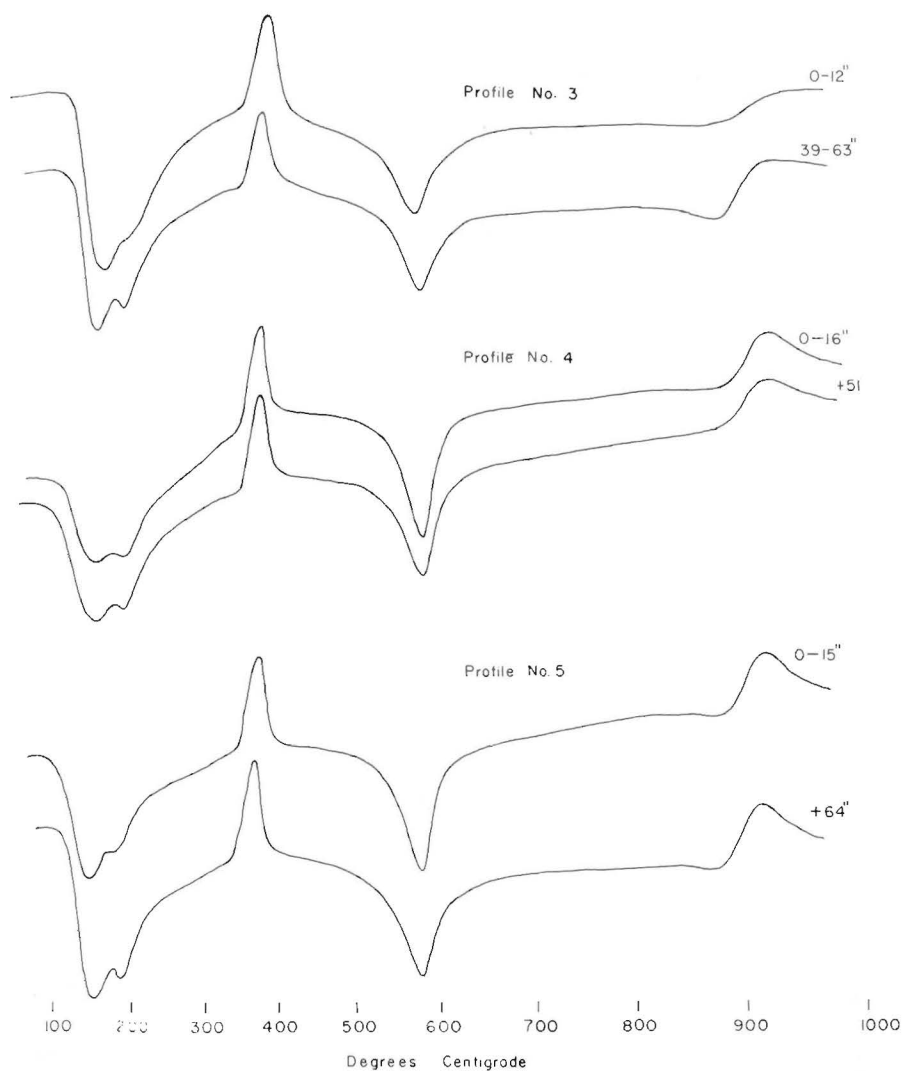 0-12"
Profile No. 3
39-63"
0-16"
Profile No. 4
+51
0-15"
Profile No. 5
+64"
100 200 300 400 500 600 700 800 900 1000
Degrees Centigrode